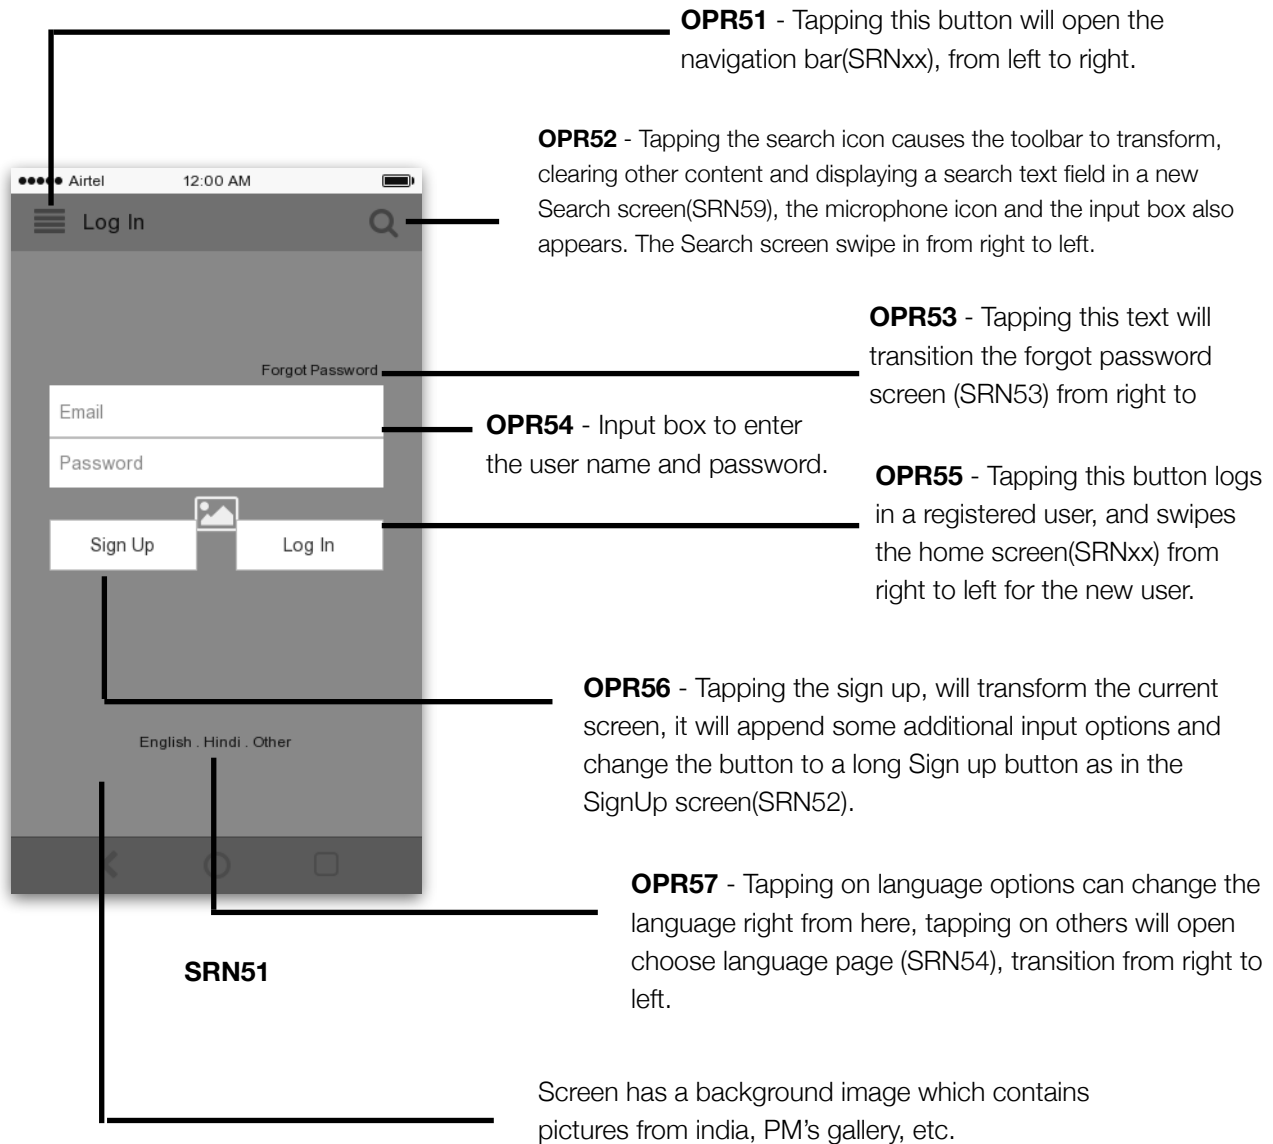 OPR51 - Tapping this button will open the
navigation bar(SRNxx), from left to right.
OPR52 - Tapping the search icon causes the toolbar to transform,
clearing other content and displaying a search text field in a new
Search screen(SRN59), the microphone icon and the input box also
appears. The Search screen swipe in from right to left.
Airtel 12:00 AM
Log In
OPR53 - Tapping this text will
transition the forgot password
screen (SRN53) from right to
Forgot Password
Email
Password
OPR54 - Input box to enter
the user name and password.
OPR55 - Tapping this button logs
in a registered user, and swipes
the home screen(SRNxx) from
right to left for the new user.
Sign Up
Log In
OPR56 - Tapping the sign up, will transform the current
screen, it will append some additional input options and
change the button to a long Sign up button as in the
SignUp screen(SRN52).
English . Hindi . Other
OPR57 - Tapping on language options can change the
language right from here, tapping on others will open
choose language page (SRN54), transition from right to
left.
SRN51
Screen has a background image which contains
pictures from india, PM's gallery, etc.